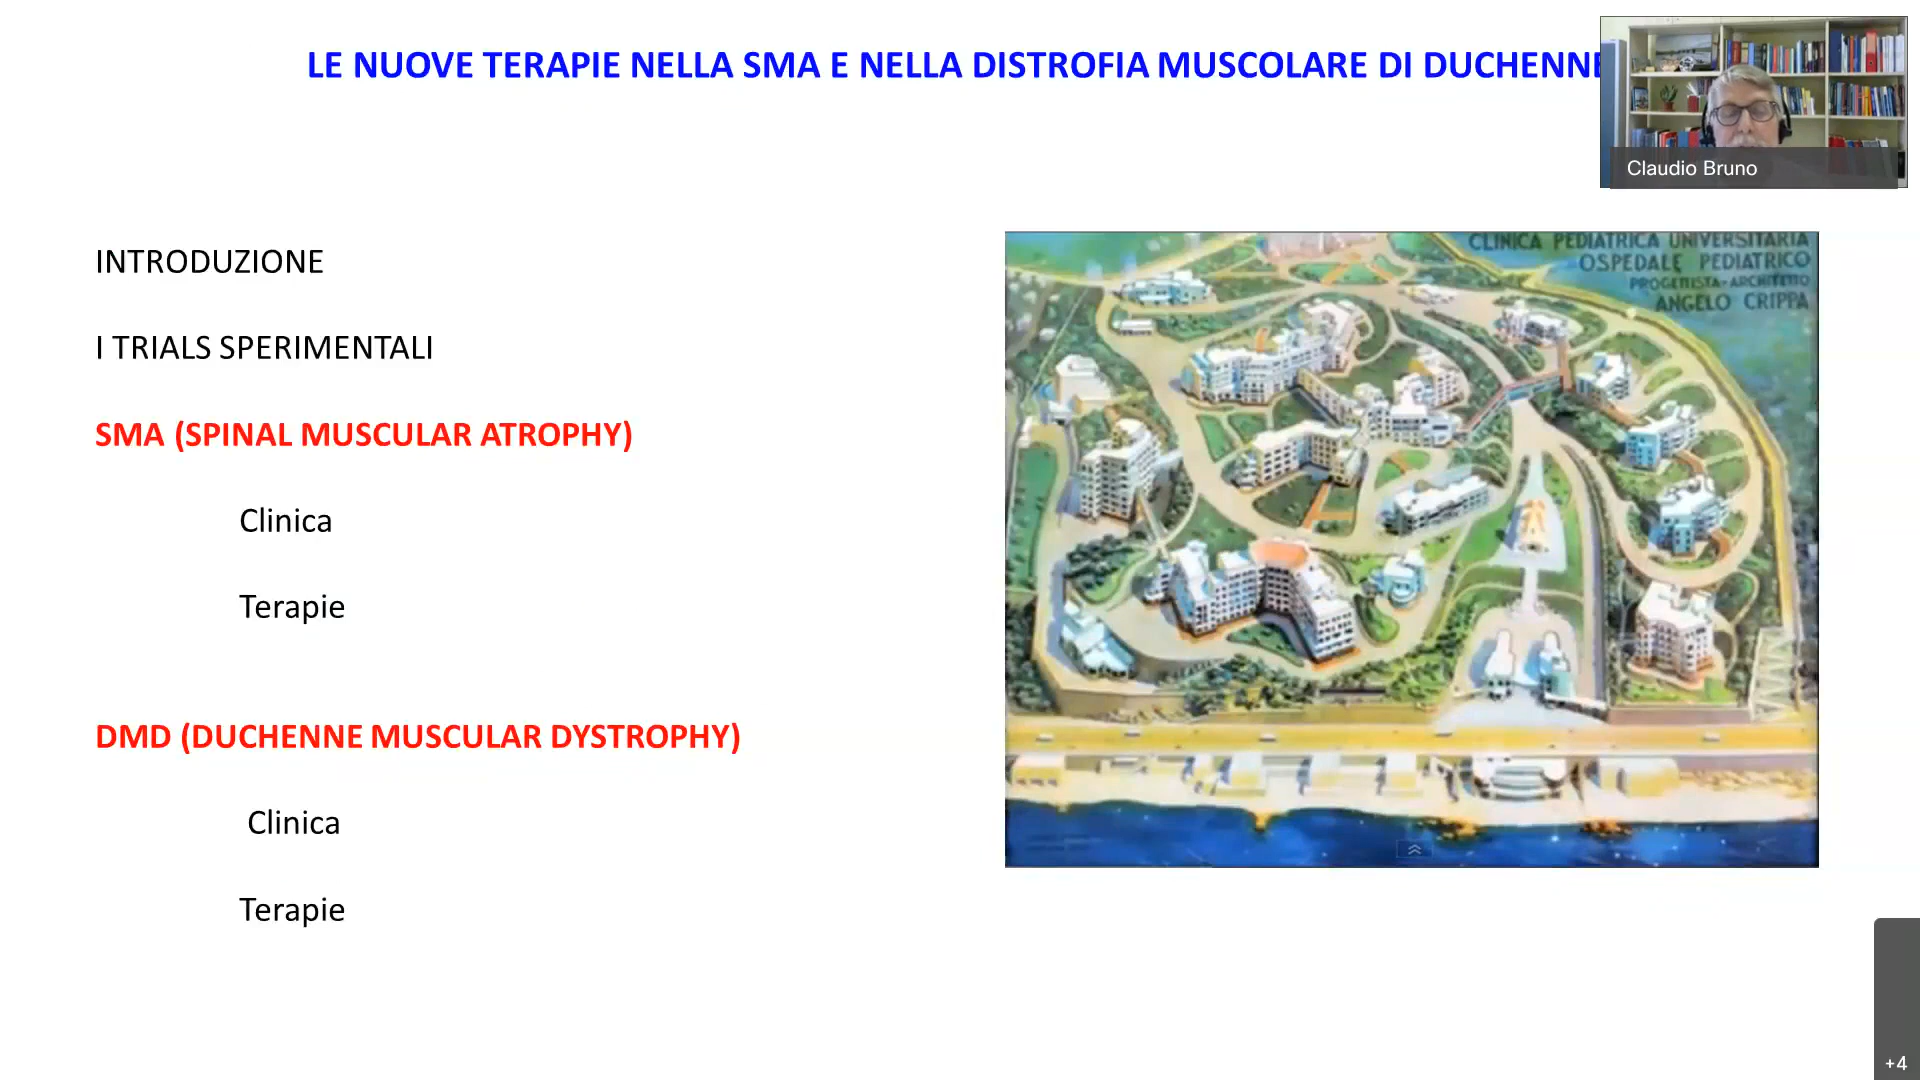 LE NUOVE TERAPIE NELLA SMA E NELLA DISTROFIA MUSCOLARE DI DUCHENNE
Claudio Bruno
INTRODUZIONE
I TRIALS SPERIMENTALI
SMA (SPINAL MUSCULAR ATROPHY)
Clinica
Terapie
DMD (DUCHENNE MUSCULAR DYSTROPHY)
Clinica
Terapie
CLINICA PEDIATRICA UNIVERSITARIA
OSPEDALE PEDIATRICO
PROGETTISTA-ARCHITETTO
ANGELO CRIPPA
+4